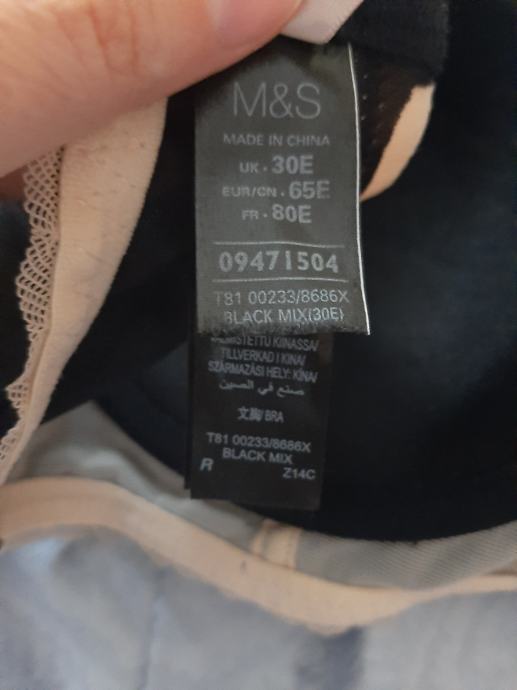 M&S
MADE IN CHINA
UK • 30E
EUR/CN • 65E
FR • 80E
09471504
T81 00233/8686X
BLACK MIX(30E)
KIINASSA/
TILLVERKAD I KINA/
SZÁRMAZÁSI HELY: KÍNA/
صنع في الصين
文胸/ BRA
T81 00233/8686X
BLACK MIX
R Z14C